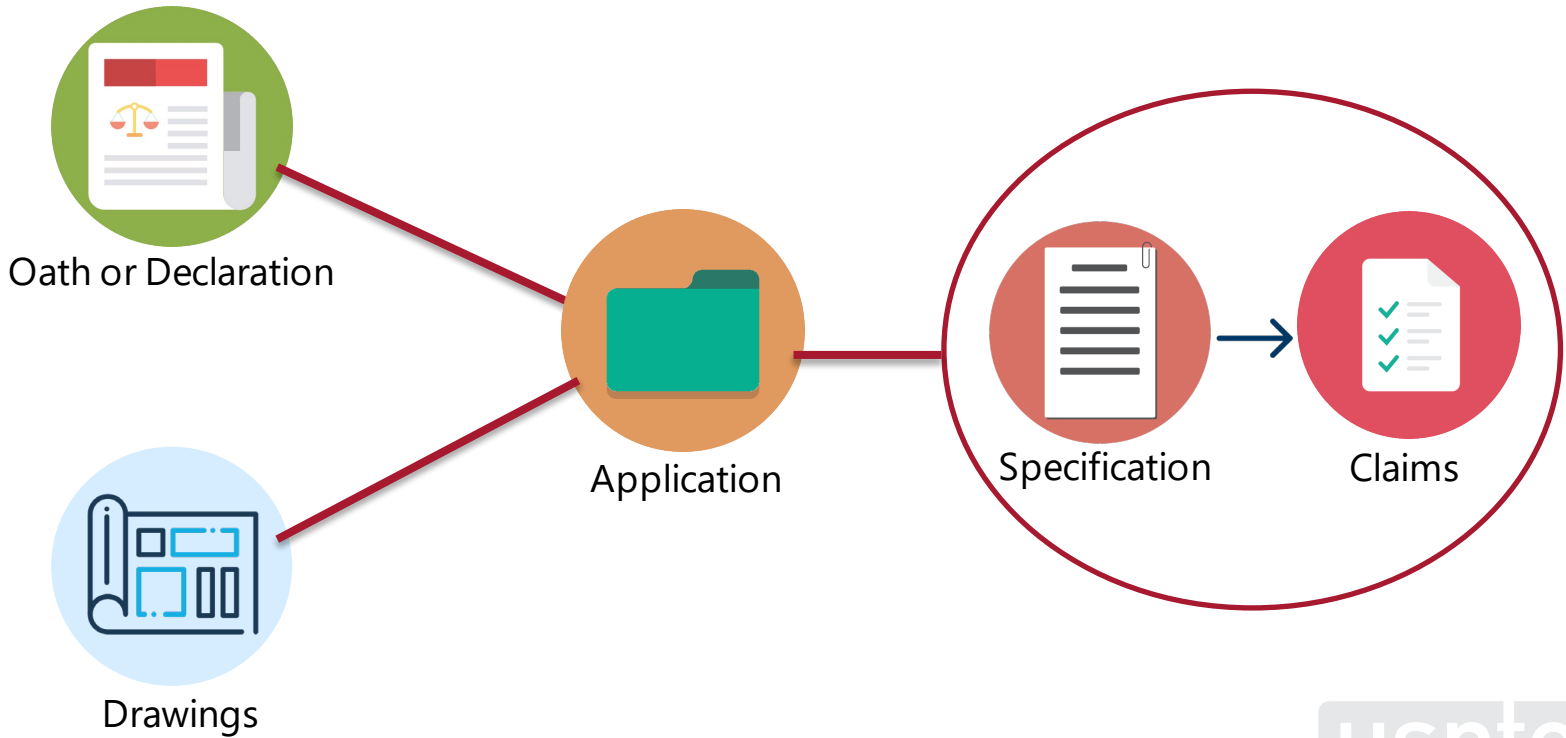 Oath or Declaration
Application
Specification
Claims
Drawings